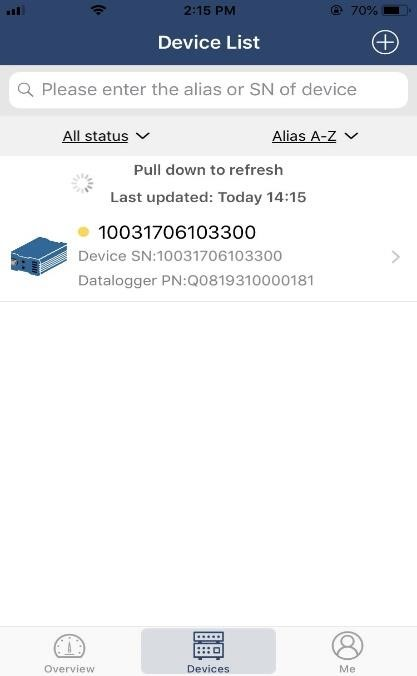 2:15 PM 70%
Device List
Please enter the alias or SN of device
All status Alias A-Z
Pull down to refresh
Last updated: Today 14:15
10031706103300
Device SN:10031706103300
Datalogger PN:Q0819310000181
Overview Devices Me